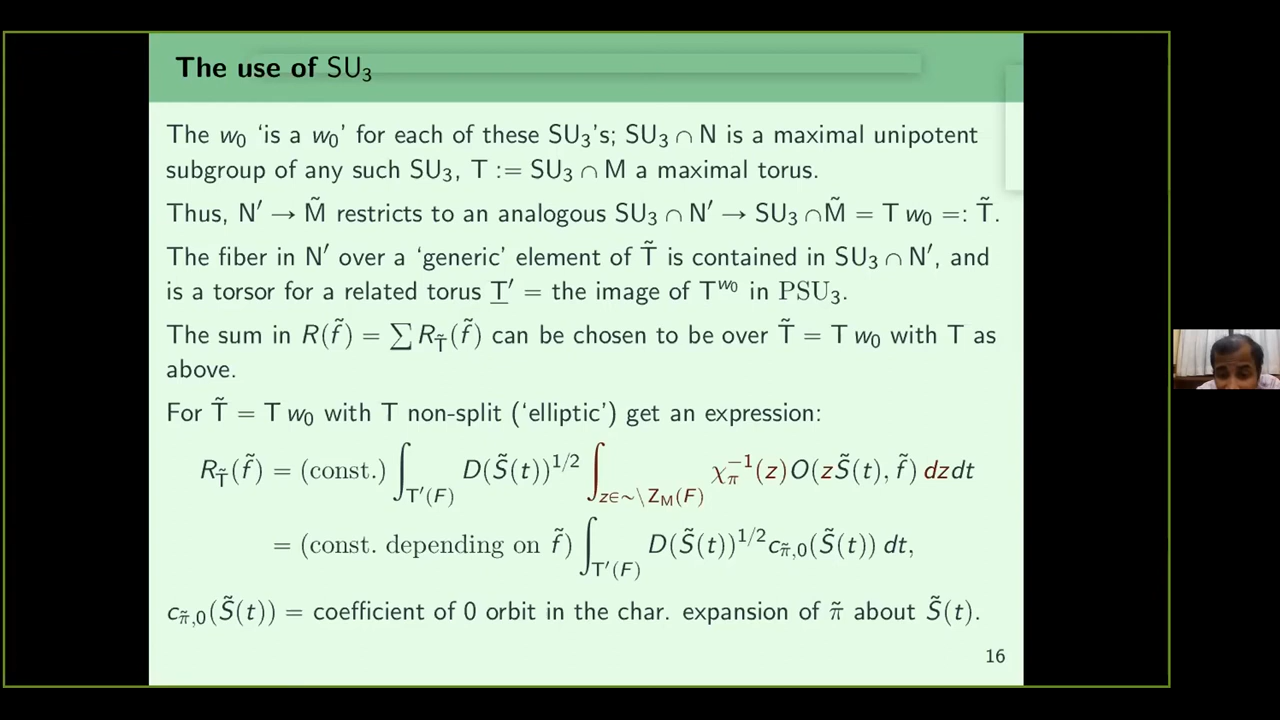 The use of SU₃
The w₀ ‘is a w₀’ for each of these SU₃’s; SU₃ ∩ N is a maximal unipotent
subgroup of any such SU₃, T := SU₃ ∩ M a maximal torus.
Thus, N′ → M̃ restricts to an analogous SU₃ ∩ N′ → SU₃ ∩M̃ = T w₀ =: T̃.
The fiber in N′ over a ‘generic’ element of T̃ is contained in SU₃ ∩ N′, and
is a torsor for a related torus T̲′ = the image of T^{w₀} in PSU₃.
The sum in R(f̃) = ∑ R_{T̃}(f̃) can be chosen to be over T̃ = T w₀ with T as
above.
For T̃ = T w₀ with T non-split (‘elliptic’) get an expression:
R_{T̃}(f̃) = (const.) ∫_{T′(F)} D(S̃(t))^{1/2} ∫_{z∈∼\Z_M(F)} χ_π^{−1}(z)O(zS̃(t), f̃) dzdt
= (const. depending on f̃) ∫_{T′(F)} D(S̃(t))^{1/2} c_{π̃,0}(S̃(t)) dt,
c_{π̃,0}(S̃(t)) = coefficient of 0 orbit in the char. expansion of π̃ about S̃(t).
16